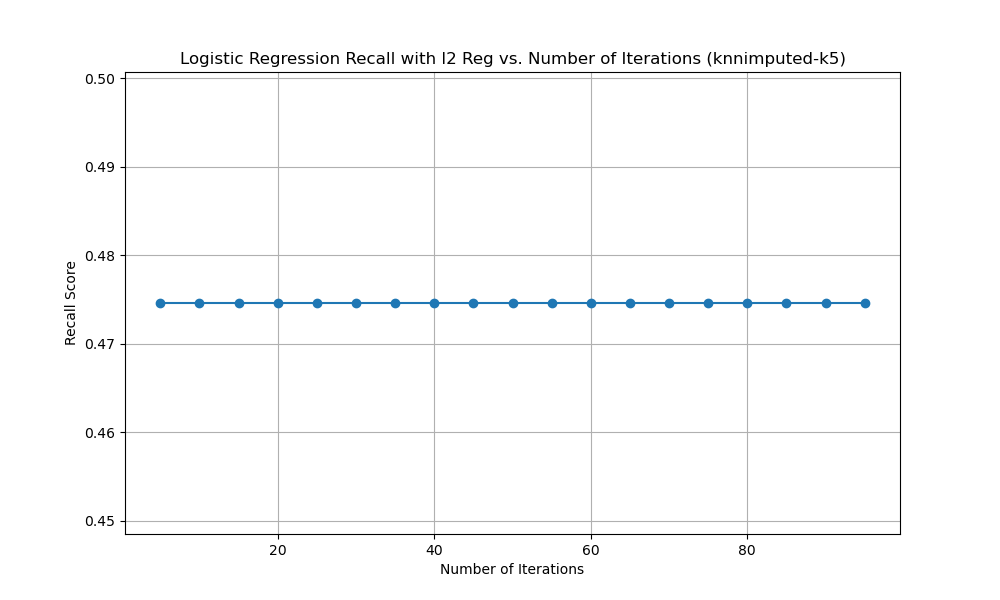 Logistic Regression Recall with l2 Reg vs. Number of Iterations (knnimputed-k5)
0.50
0.49
0.48
0.47
0.46
0.45
Recall Score
20 40 60 80
Number of Iterations